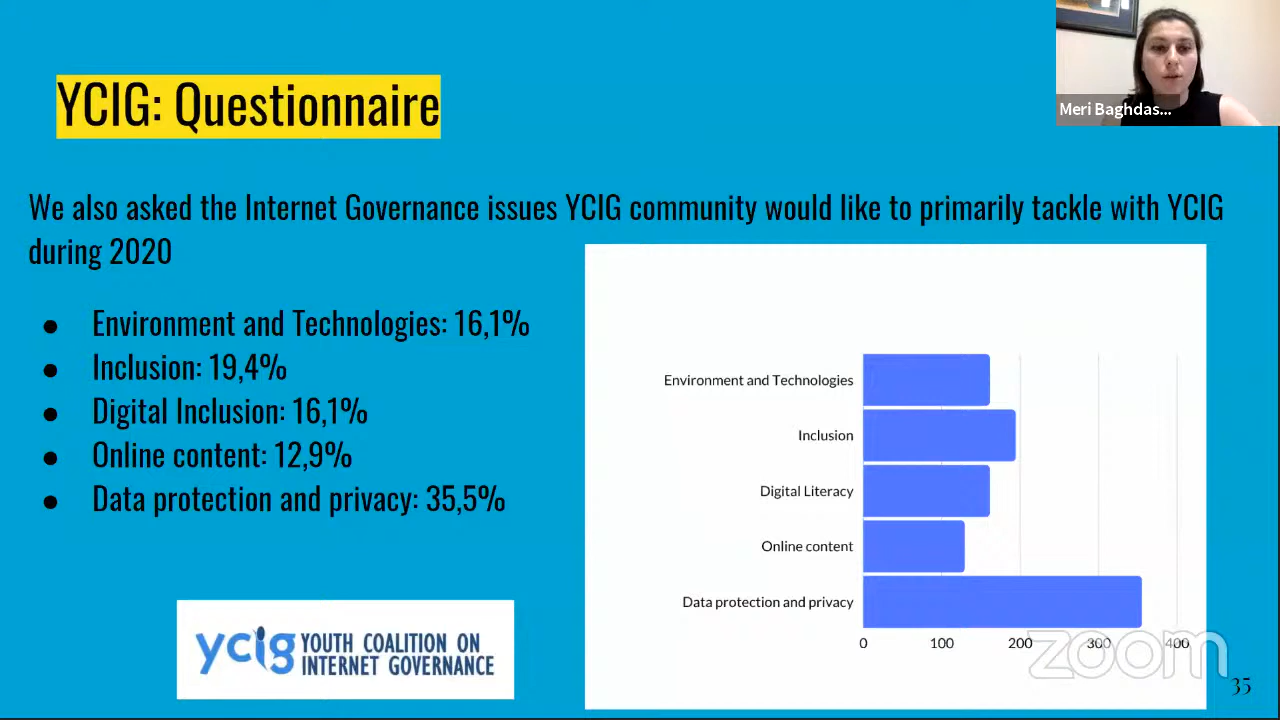 YCIG: Questionnaire
Meri Baghdas...
We also asked the Internet Governance issues YCIG community would like to primarily tackle with YCIG
during 2020
● Environment and Technologies: 16,1%
● Inclusion: 19,4%
● Digital Inclusion: 16,1%
● Online content: 12,9%
● Data protection and privacy: 35,5%
Environment and Technologies
Inclusion
Digital Literacy
Online content
Data protection and privacy
0 100 200 300 400
ycig YOUTH COALITION ON
INTERNET GOVERNANCE
zoom
35